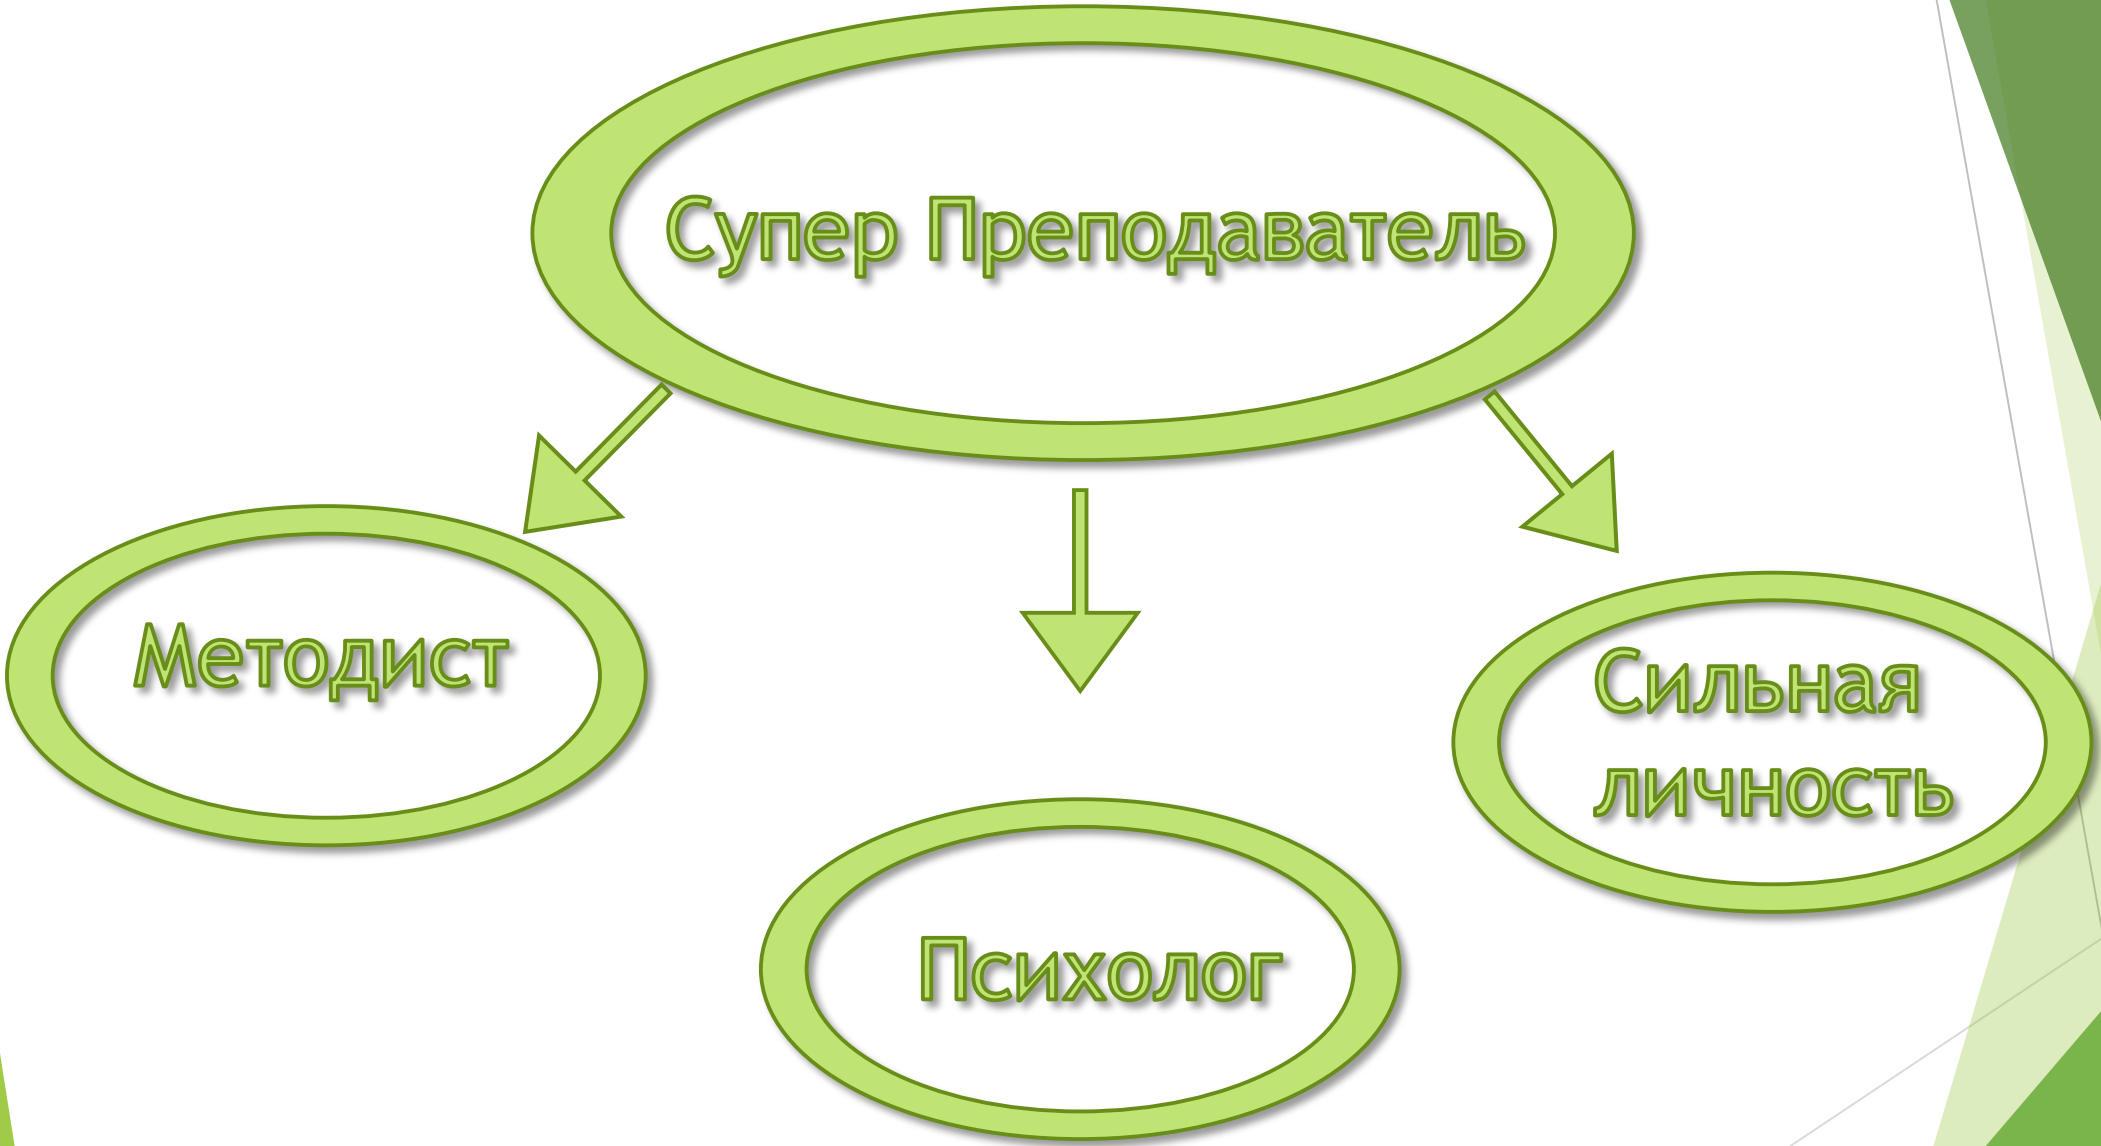 Супер Преподаватель
Методист
Сильная
личность
Психолог